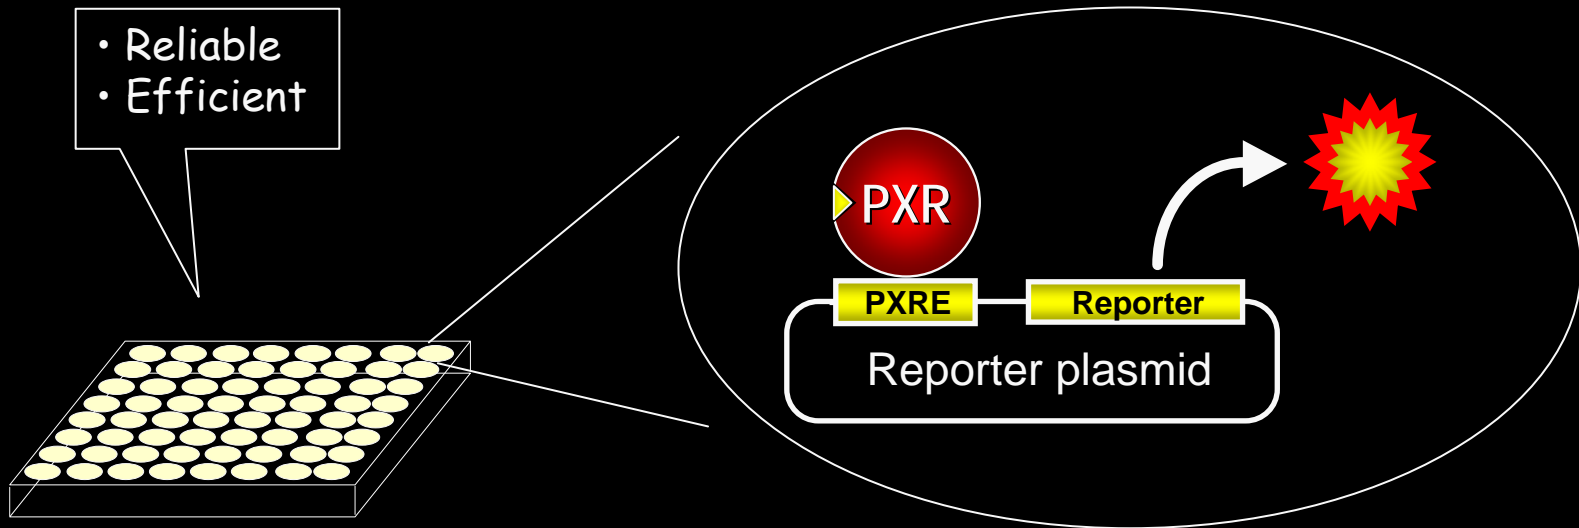 ・Reliable
・Efficient
PXR
PXRE
Reporter
Reporter plasmid